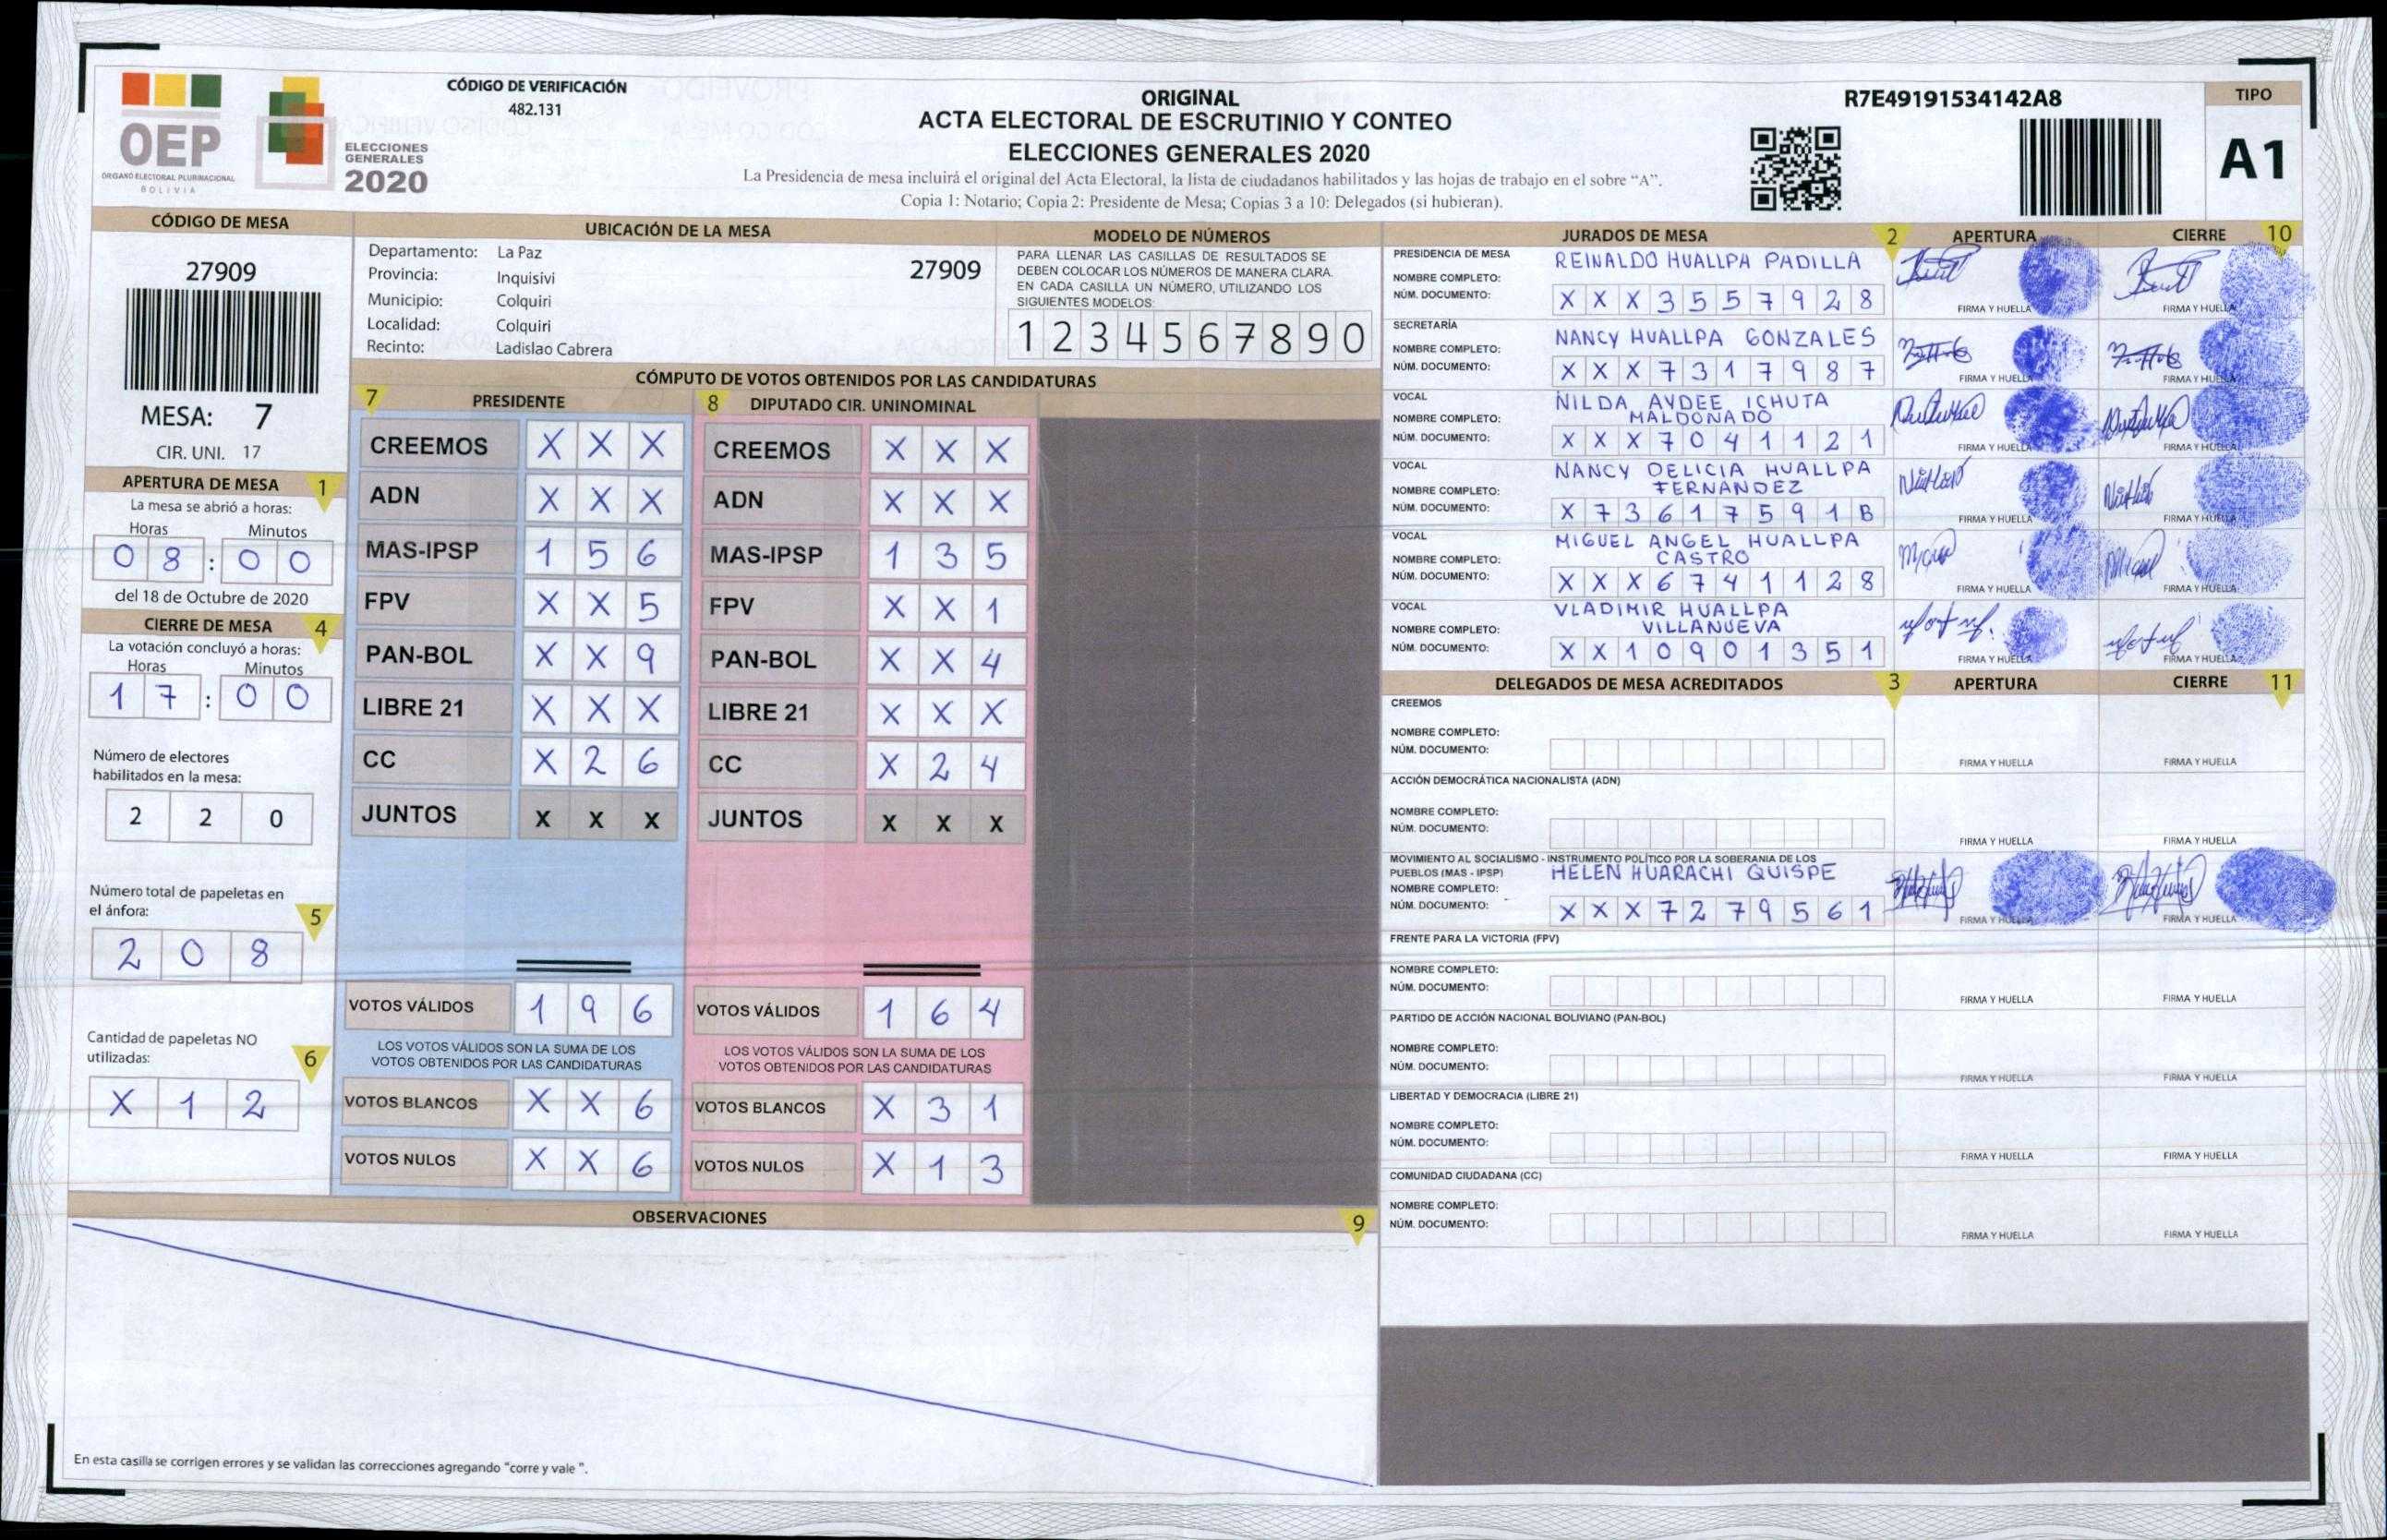 OEP
ÓRGANO ELECTORAL PLURINACIONAL
BOLIVIA
ELECCIONES
GENERALES
2020
CÓDIGO DE VERIFICACIÓN
482.131
ORIGINAL
ACTA ELECTORAL DE ESCRUTINIO Y CONTEO
ELECCIONES GENERALES 2020
La Presidencia de mesa incluirá el original del Acta Electoral, la lista de ciudadanos habilitados y las hojas de trabajo en el sobre “A”.
Copia 1: Notario; Copia 2: Presidente de Mesa; Copias 3 a 10: Delegados (si hubieran).
R7E49191534142A8
TIPO
A1
CÓDIGO DE MESA
27909
MESA: 7
CIR. UNI. 17
APERTURA DE MESA 1
La mesa se abrió a horas:
Horas Minutos
0 8 : 0 0
del 18 de Octubre de 2020
CIERRE DE MESA 4
La votación concluyó a horas:
Horas Minutos
1 7 : 0 0
Número de electores
habilitados en la mesa:
2 2 0
Número total de papeletas en
el ánfora: 5
2 0 8
Cantidad de papeletas NO
utilizadas: 6
X 1 2
UBICACIÓN DE LA MESA
Departamento: La Paz
Provincia: Inquisivi 27909
Municipio: Colquiri
Localidad: Colquiri
Recinto: Ladislao Cabrera
MODELO DE NÚMEROS
PARA LLENAR LAS CASILLAS DE RESULTADOS SE
DEBEN COLOCAR LOS NÚMEROS DE MANERA CLARA.
EN CADA CASILLA UN NÚMERO, UTILIZANDO LOS
SIGUIENTES MODELOS:
1 2 3 4 5 6 7 8 9 0
CÓMPUTO DE VOTOS OBTENIDOS POR LAS CANDIDATURAS
7 PRESIDENTE
CREEMOS X X X
ADN X X X
MAS-IPSP 1 5 6
FPV X X 5
PAN-BOL X X 9
LIBRE 21 X X X
CC X 2 6
JUNTOS X X X
VOTOS VÁLIDOS 1 9 6
LOS VOTOS VÁLIDOS SON LA SUMA DE LOS
VOTOS OBTENIDOS POR LAS CANDIDATURAS
VOTOS BLANCOS X X 6
VOTOS NULOS X X 6
8 DIPUTADO CIR. UNINOMINAL
CREEMOS X X X
ADN X X X
MAS-IPSP 1 3 5
FPV X X 1
PAN-BOL X X 4
LIBRE 21 X X X
CC X 2 4
JUNTOS X X X
VOTOS VÁLIDOS 1 6 4
LOS VOTOS VÁLIDOS SON LA SUMA DE LOS
VOTOS OBTENIDOS POR LAS CANDIDATURAS
VOTOS BLANCOS X 3 1
VOTOS NULOS X 1 3
OBSERVACIONES 9
En esta casilla se corrigen errores y se validan las correcciones agregando "corre y vale ".
JURADOS DE MESA 2 APERTURA CIERRE 10
PRESIDENCIA DE MESA REINALDO HUALLPA PADILLA
NOMBRE COMPLETO:
NÚM. DOCUMENTO: X X X 3 5 5 7 9 2 8
FIRMA Y HUELLA FIRMA Y HUELLA
SECRETARÍA NANCY HUALLPA GONZALES
NOMBRE COMPLETO:
NÚM. DOCUMENTO: X X X 7 3 1 7 9 8 7
FIRMA Y HUELLA FIRMA Y HUELLA
VOCAL NILDA AYDEE ICHUTA
NOMBRE COMPLETO: MALDONADO
NÚM. DOCUMENTO: X X X 7 0 4 1 1 2 1
FIRMA Y HUELLA FIRMA Y HUELLA
VOCAL NANCY DELICIA HUALLPA
NOMBRE COMPLETO: FERNANDEZ
NÚM. DOCUMENTO: X 7 3 6 1 7 5 9 1 B
FIRMA Y HUELLA FIRMA Y HUELLA
VOCAL MIGUEL ANGEL HUALLPA
NOMBRE COMPLETO: CASTRO
NÚM. DOCUMENTO: X X X 6 7 4 1 1 2 8
FIRMA Y HUELLA FIRMA Y HUELLA
VOCAL VLADIMIR HUALLPA
NOMBRE COMPLETO: VILLANUEVA
NÚM. DOCUMENTO: X X 1 0 9 0 1 3 5 1
FIRMA Y HUELLA FIRMA Y HUELLA
DELEGADOS DE MESA ACREDITADOS 3 APERTURA CIERRE 11
CREEMOS
NOMBRE COMPLETO:
NÚM. DOCUMENTO:
FIRMA Y HUELLA FIRMA Y HUELLA
ACCIÓN DEMOCRÁTICA NACIONALISTA (ADN)
NOMBRE COMPLETO:
NÚM. DOCUMENTO:
FIRMA Y HUELLA FIRMA Y HUELLA
MOVIMIENTO AL SOCIALISMO - INSTRUMENTO POLÍTICO POR LA SOBERANIA DE LOS
PUEBLOS (MAS - IPSP) HELEN HUARACHI QUISPE
NOMBRE COMPLETO:
NÚM. DOCUMENTO: X X X 7 2 7 9 5 6 1
FIRMA Y HUELLA FIRMA Y HUELLA
FRENTE PARA LA VICTORIA (FPV)
NOMBRE COMPLETO:
NÚM. DOCUMENTO:
FIRMA Y HUELLA FIRMA Y HUELLA
PARTIDO DE ACCIÓN NACIONAL BOLIVIANO (PAN-BOL)
NOMBRE COMPLETO:
NÚM. DOCUMENTO:
FIRMA Y HUELLA FIRMA Y HUELLA
LIBERTAD Y DEMOCRACIA (LIBRE 21)
NOMBRE COMPLETO:
NÚM. DOCUMENTO:
FIRMA Y HUELLA FIRMA Y HUELLA
COMUNIDAD CIUDADANA (CC)
NOMBRE COMPLETO:
NÚM. DOCUMENTO:
FIRMA Y HUELLA FIRMA Y HUELLA